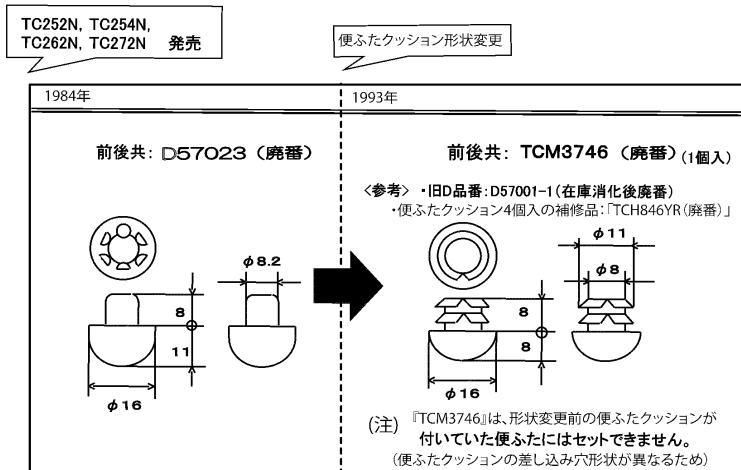 TC252N, TC254N,
TC262N, TC272N　発売
便ふたクッション形状変更
1984年
1993年
前後共：D57023（廃番）
前後共：TCM3746（廃番）(1個入)
〈参考〉・旧D品番：D57001-1(在庫消化後廃番)
・便ふたクッション4個入の補修品：「TCH846YR(廃番)」
φ8.2
8
11
φ16
φ11
φ8
8
8
φ16
(注)『TCM3746』は、形状変更前の便ふたクッションが
付いていた便ふたにはセットできません。
(便ふたクッションの差し込み穴形状が異なるため)